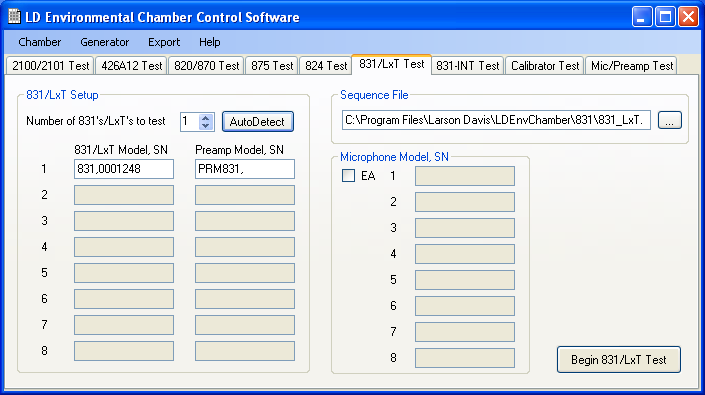 LD Environmental Chamber Control Software
Chamber Generator Export Help
2100/2101 Test 426A12 Test 820/870 Test 875 Test 824 Test 831/LxT Test 831-INT Test Calibrator Test Mic/Preamp Test
831/LxT Setup
Number of 831's/LxT's to test 1 AutoDetect
831/LxT Model, SN Preamp Model, SN
1 831,0001248 PRM831,
2
3
4
5
6
7
8
Sequence File
C:\Program Files\Larson Davis\LDEnvChamber\831\831_LxT. ...
Microphone Model, SN
EA 1
2
3
4
5
6
7
8
Begin 831/LxT Test